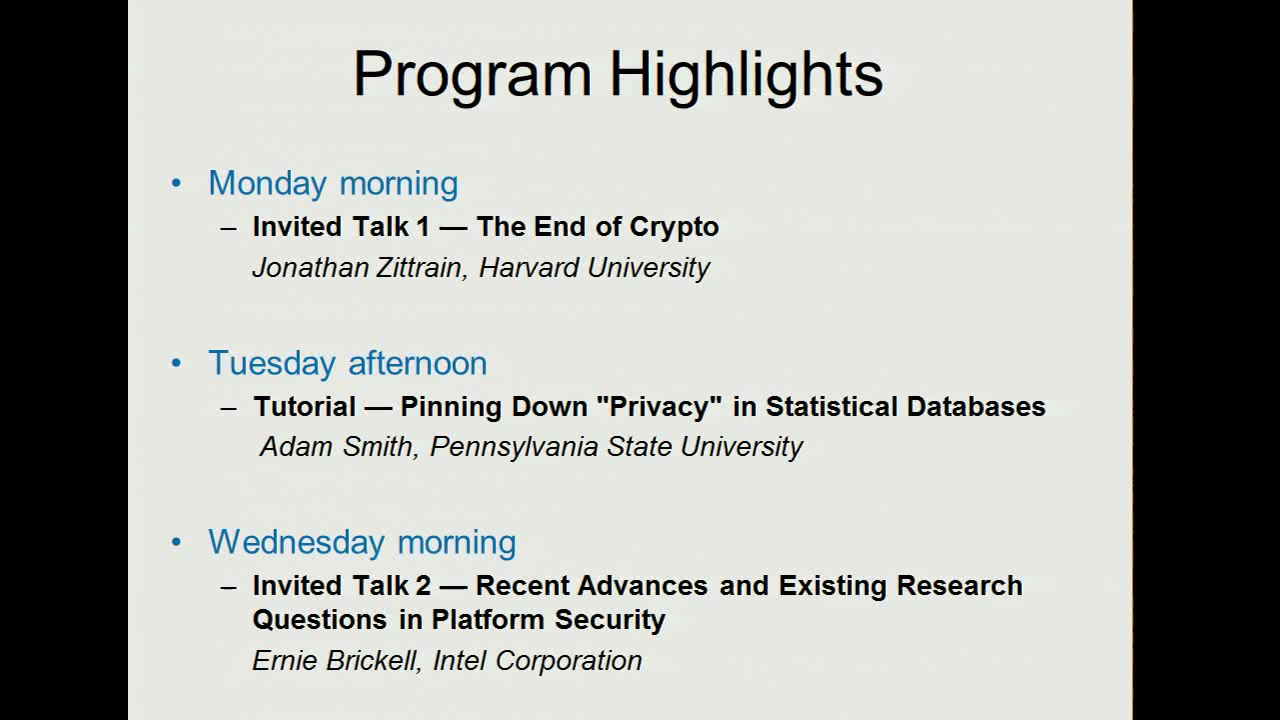 Program Highlights
• Monday morning
– Invited Talk 1 — The End of Crypto
Jonathan Zittrain, Harvard University
• Tuesday afternoon
– Tutorial — Pinning Down "Privacy" in Statistical Databases
Adam Smith, Pennsylvania State University
• Wednesday morning
– Invited Talk 2 — Recent Advances and Existing Research
Questions in Platform Security
Ernie Brickell, Intel Corporation